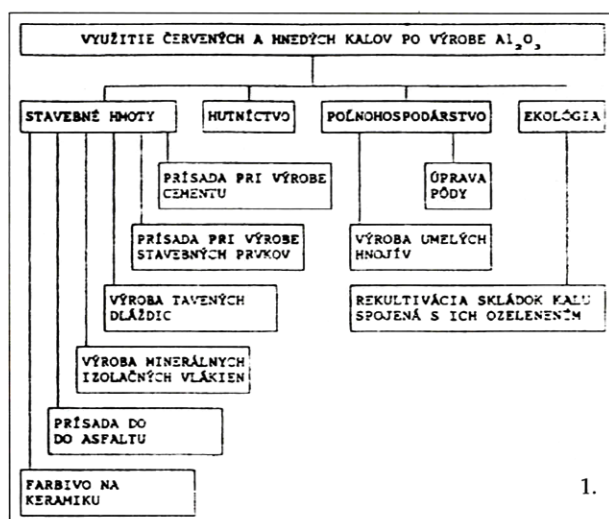 VYUŽITIE ČERVENÝCH A HNEDÝCH KALOV PO VÝROBE Al₂O₃
STAVEBNÉ HMOTY
HUTNÍCTVO
POĽNOHOSPODÁRSTVO
EKOLÓGIA
PRÍSADA PRI VÝROBE
CEMENTU
ÚPRAVA
PÔDY
PRÍSADA PRI VÝROBE
STAVEBNÝCH PRVKOV
VÝROBA UMELÝCH
HNOJÍV
VÝROBA TAVENÝCH
DLÁŽDIC
REKULTIVÁCIA SKLÁDOK KALU
SPOJENÁ S ICH OZELENENÍM
VÝROBA MINERÁLNYCH
IZOLAČNÝCH VLÁKIEN
PRÍSADA DO
DO ASFALTU
FARBIVO NA
KERAMIKU
1.